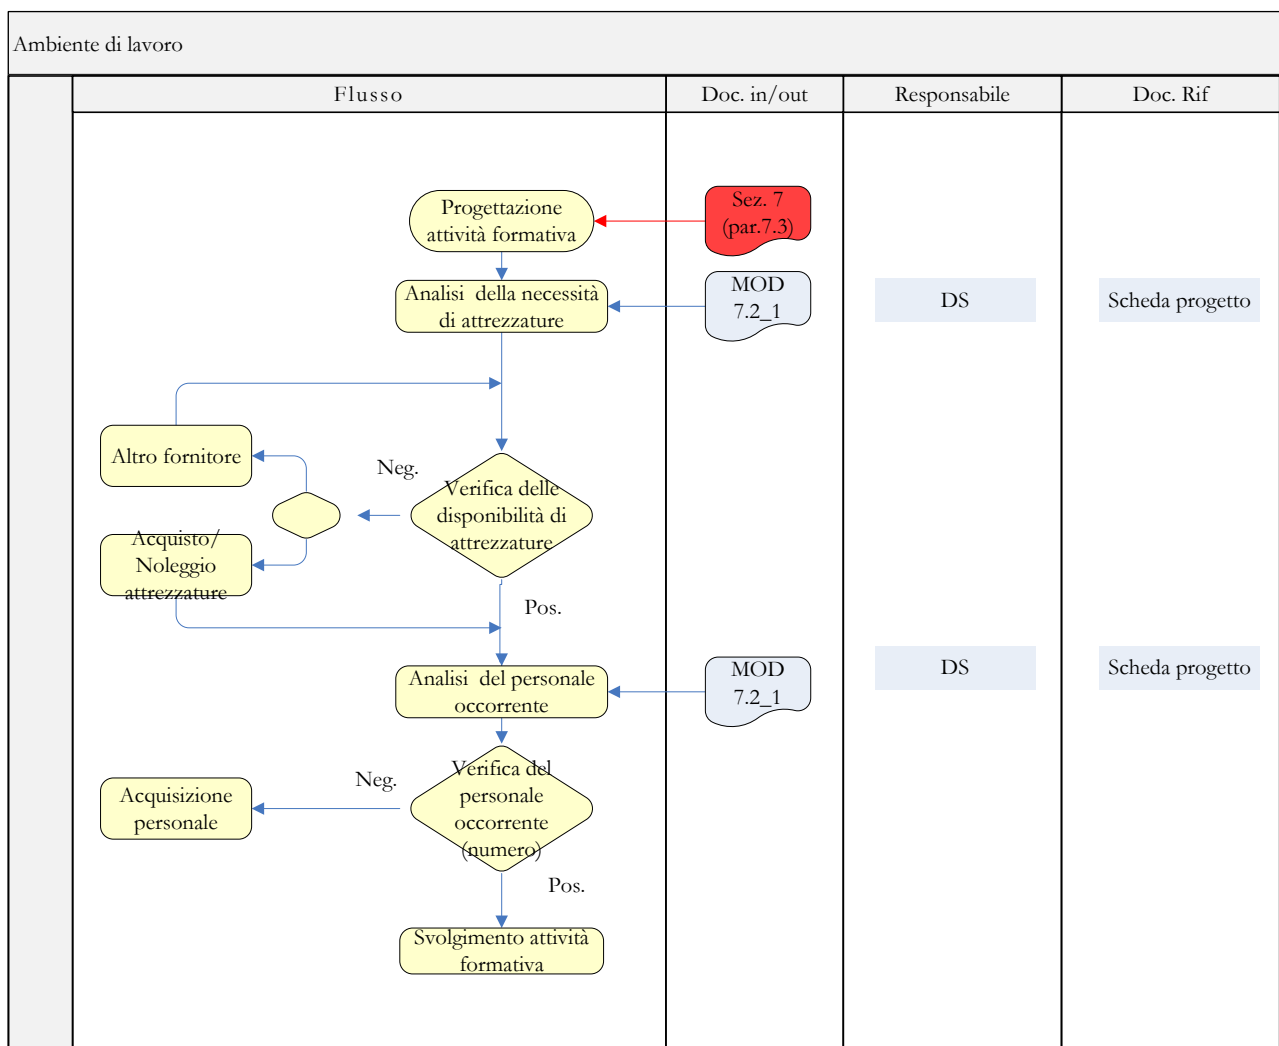 Ambiente di lavoro
Flusso
Doc. in/out
Responsabile
Doc. Rif
Progettazione
attività formativa
Sez. 7
(par.7.3)
Analisi della necessità
di attrezzature
MOD
7.2_1
DS
Scheda progetto
Altro fornitore
Neg.
Verifica delle
disponibilità di
attrezzature
Acquisto/
Noleggio
attrezzature
Pos.
Analisi del personale
occorrente
MOD
7.2_1
DS
Scheda progetto
Acquisizione
personale
Neg.
Verifica del
personale
occorrente
(numero)
Pos.
Svolgimento attività
formativa